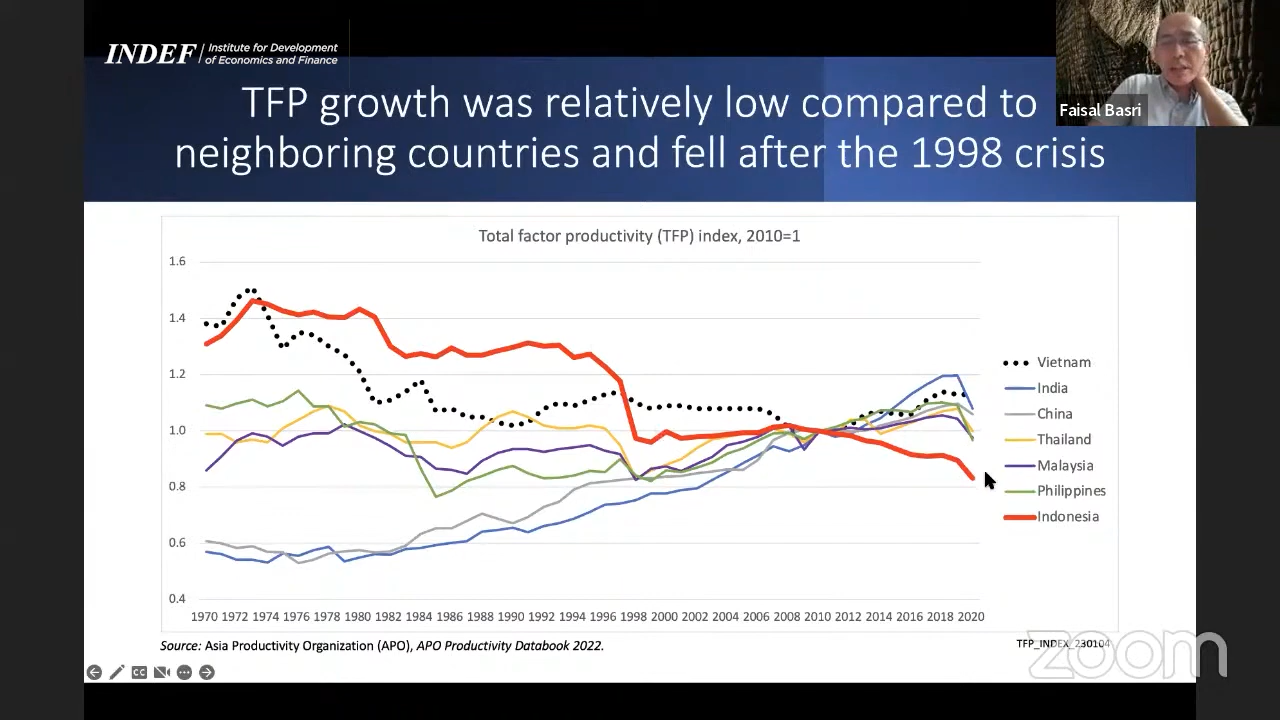 INDEF
Institute for Development
of Economics and Finance
Faisal Basri
TFP growth was relatively low compared to
neighboring countries and fell after the 1998 crisis
Total factor productivity (TFP) index, 2010=1
1.6
1.4
1.2
1.0
0.8
0.6
0.4
1970 1972 1974 1976 1978 1980 1982 1984 1986 1988 1990 1992 1994 1996 1998 2000 2002 2004 2006 2008 2010 2012 2014 2016 2018 2020
Vietnam
India
China
Thailand
Malaysia
Philippines
Indonesia
Source: Asia Productivity Organization (APO), APO Productivity Databook 2022.
TFP_INDEX_230104
zoom
CC